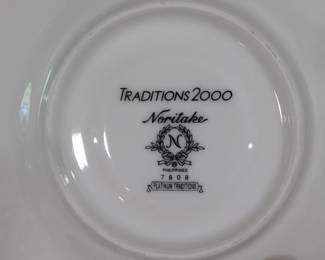 TRADITIONS 2000
Noritake
N
PHILIPPINES
7808
PLATINUM TRADITIONS